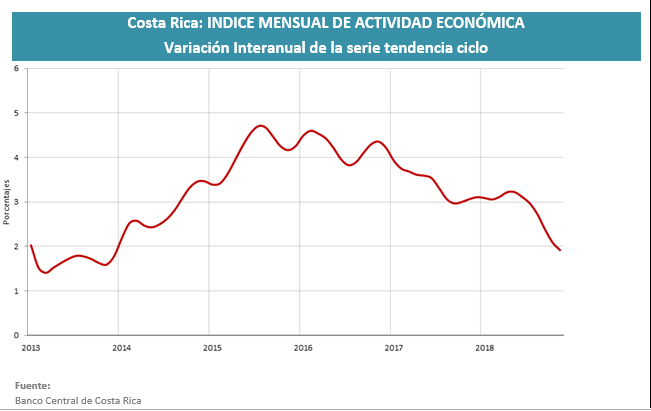 Costa Rica: INDICE MENSUAL DE ACTIVIDAD ECONÓMICA
Variación Interanual de la serie tendencia ciclo
6
5
4
3
2
1
0
Porcentajes
2013 2014 2015 2016 2017 2018
Fuente:
Banco Central de Costa Rica